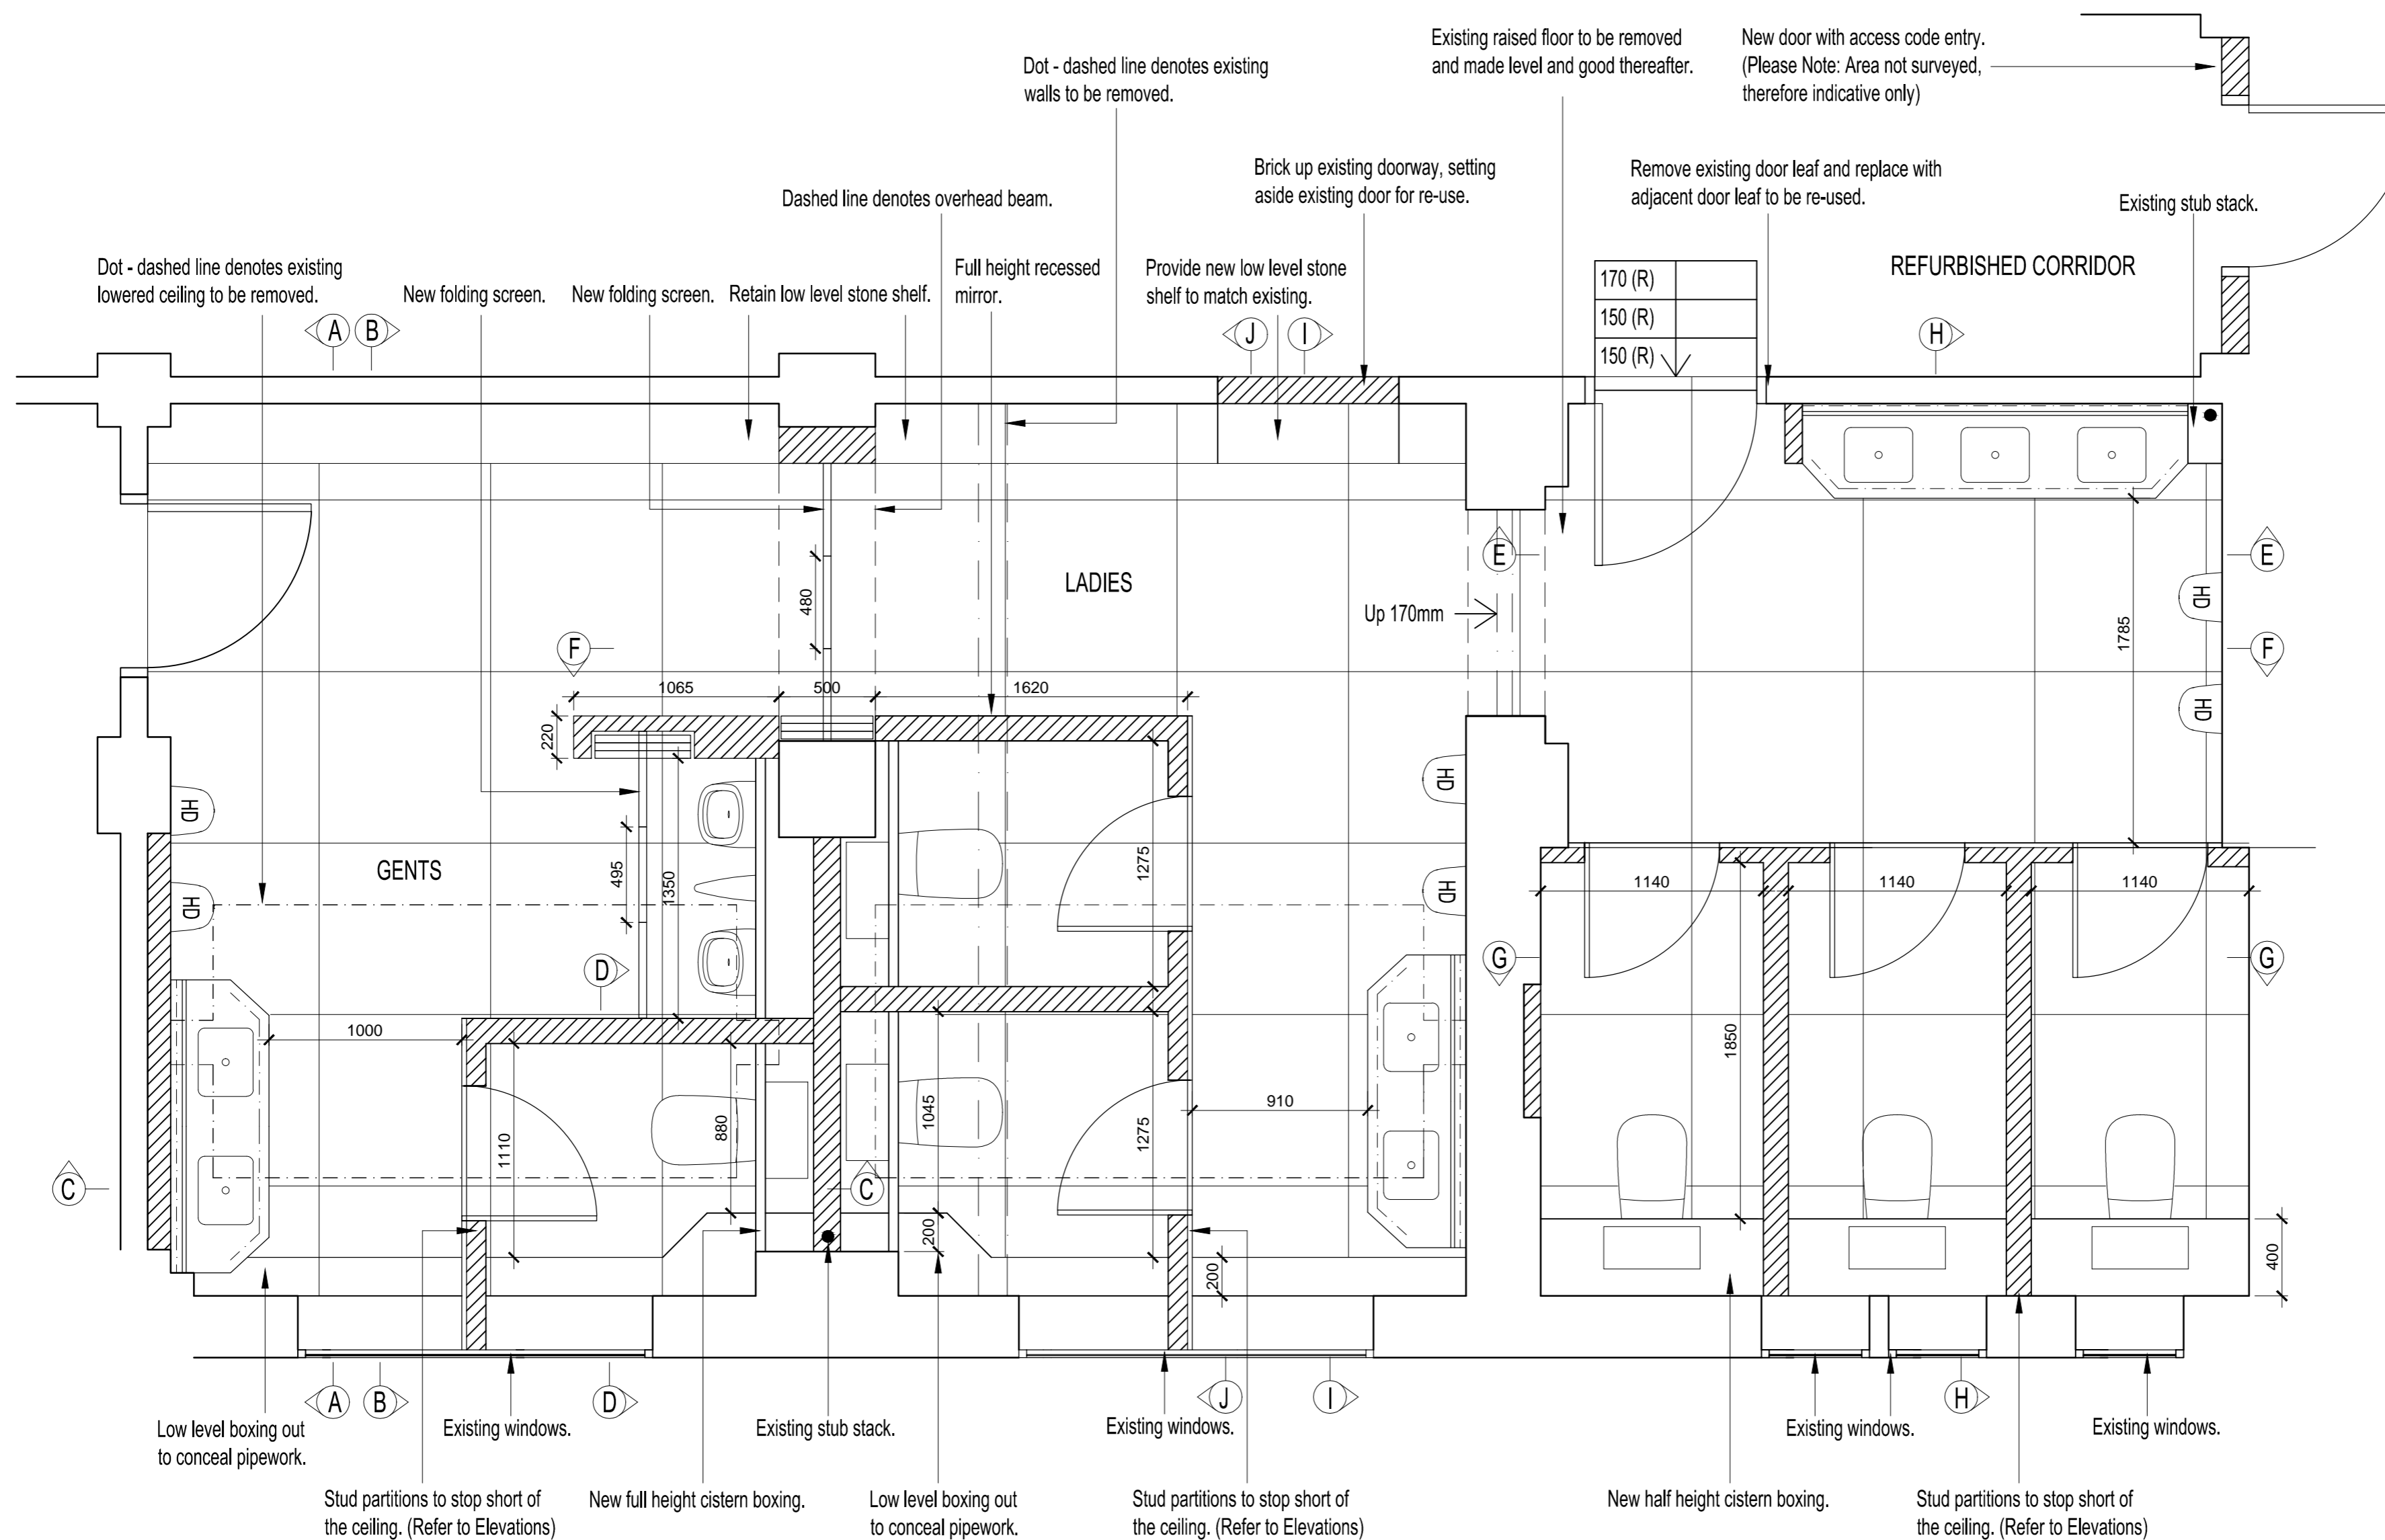 Existing raised floor to be removed
and made level and good thereafter.
New door with access code entry.
(Please Note: Area not surveyed,
therefore indicative only)
Dot - dashed line denotes existing
walls to be removed.
Brick up existing doorway, setting
aside existing door for re-use.
Remove existing door leaf and replace with
adjacent door leaf to be re-used.
Dashed line denotes overhead beam.
Existing stub stack.
Dot - dashed line denotes existing
lowered ceiling to be removed.
New folding screen.
New folding screen.
Retain low level stone shelf.
Full height recessed
mirror.
Provide new low level stone
shelf to match existing.
REFURBISHED CORRIDOR
170 (R)
150 (R)
150 (R)
A
B
J
I
H
E
E
480
LADIES
Up 170mm
HD
1785
F
F
1065
500
1620
HD
220
HD
HD
GENTS
495
1350
1275
HD
HD
1140
1140
1140
D
G
G
1000
1850
1110
880
1045
1275
910
C
C
200
200
400
A
B
D
J
I
H
Low level boxing out
to conceal pipework.
Existing windows.
Existing stub stack.
Existing windows.
Existing windows.
Existing windows.
Stud partitions to stop short of
the ceiling. (Refer to Elevations)
New full height cistern boxing.
Low level boxing out
to conceal pipework.
Stud partitions to stop short of
the ceiling. (Refer to Elevations)
New half height cistern boxing.
Stud partitions to stop short of
the ceiling. (Refer to Elevations)